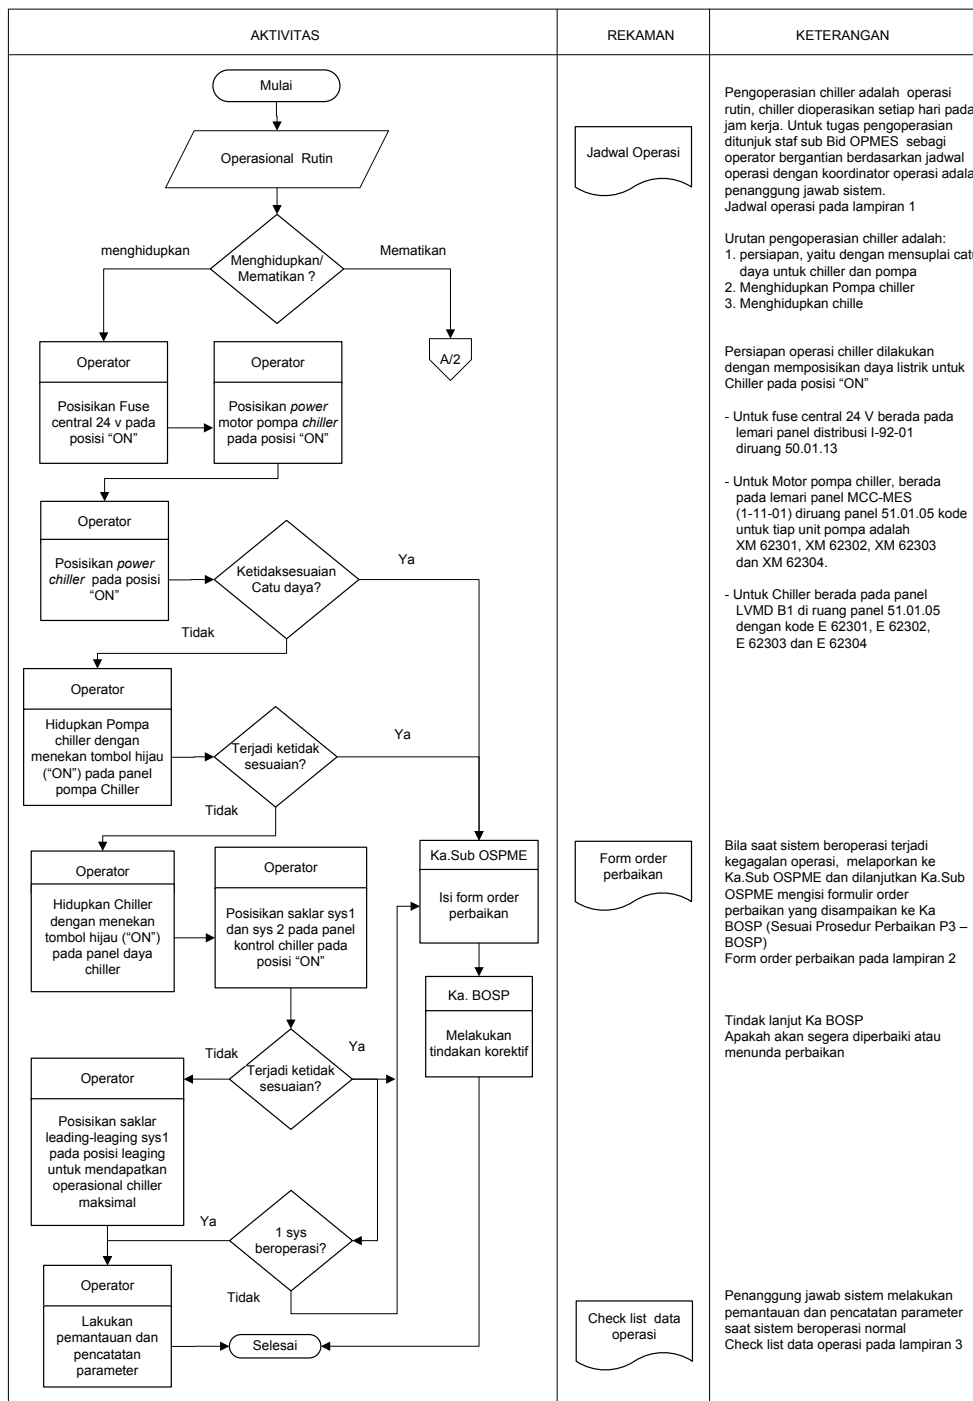 AKTIVITAS
REKAMAN
KETERANGAN
Mulai
Operasional Rutin
menghidupkan
Menghidupkan/
Mematikan ?
Mematikan
A/2
Operator
Posisikan Fuse
central 24 v pada
posisi “ON”
Operator
Posisikan power
motor pompa chiller
pada posisi “ON”
Operator
Posisikan power
chiller pada posisi
“ON”
Ketidaksesuaian
Catu daya?
Ya
Tidak
Operator
Hidupkan Pompa
chiller dengan
menekan tombol hijau
(“ON”) pada panel
pompa Chiller
Terjadi ketidak
sesuaian?
Ya
Tidak
Operator
Hidupkan Chiller
dengan menekan
tombol hijau (“ON”)
pada panel daya
chiller
Operator
Posisikan saklar sys1
dan sys 2 pada panel
kontrol chiller pada
posisi “ON”
Ka.Sub OSPME
Isi form order
perbaikan
Ka. BOSP
Melakukan
tindakan korektif
Tidak
Terjadi ketidak
sesuaian?
Ya
Operator
Posisikan saklar
leading-leaging sys1
pada posisi leaging
untuk mendapatkan
operasional chiller
maksimal
Ya
1 sys
beroperasi?
Tidak
Operator
Lakukan
pemantauan dan
pencatatan
parameter
Selesai
Jadwal Operasi
Form order
perbaikan
Check list data
operasi
Pengoperasian chiller adalah operasi
rutin, chiller dioperasikan setiap hari pada
jam kerja. Untuk tugas pengoperasian
ditunjuk staf sub Bid OPMES sebagi
operator bergantian berdasarkan jadwal
operasi dengan koordinator operasi adala
penanggung jawab sistem.
Jadwal operasi pada lampiran 1
Urutan pengoperasian chiller adalah:
1. persiapan, yaitu dengan mensuplai catu
daya untuk chiller dan pompa
2. Menghidupkan Pompa chiller
3. Menghidupkan chille
Persiapan operasi chiller dilakukan
dengan memposisikan daya listrik untuk
Chiller pada posisi “ON”
- Untuk fuse central 24 V berada pada
lemari panel distribusi I-92-01
diruang 50.01.13
- Untuk Motor pompa chiller, berada
pada lemari panel MCC-MES
(1-11-01) diruang panel 51.01.05 kode
untuk tiap unit pompa adalah
XM 62301, XM 62302, XM 62303
dan XM 62304.
- Untuk Chiller berada pada panel
LVMD B1 di ruang panel 51.01.05
dengan kode E 62301, E 62302,
E 62303 dan E 62304
Bila saat sistem beroperasi terjadi
kegagalan operasi, melaporkan ke
Ka.Sub OSPME dan dilanjutkan Ka.Sub
OSPME mengisi formulir order
perbaikan yang disampaikan ke Ka
BOSP (Sesuai Prosedur Perbaikan P3 –
BOSP)
Form order perbaikan pada lampiran 2
Tindak lanjut Ka BOSP
Apakah akan segera diperbaiki atau
menunda perbaikan
Penanggung jawab sistem melakukan
pemantauan dan pencatatan parameter
saat sistem beroperasi normal
Check list data operasi pada lampiran 3